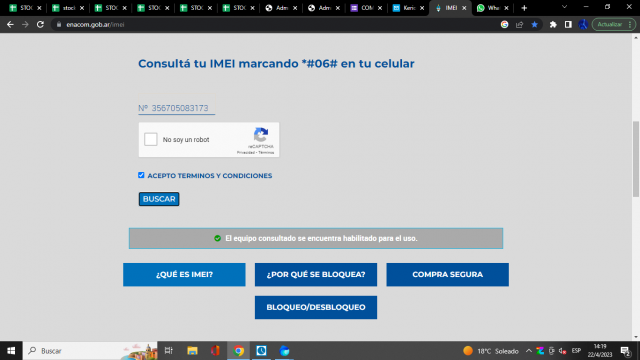 STOC
stoci
STOC
STOC
STOC
STOC
Adm
Adm
COM
Keri
IMEI
What
enacom.gob.ar/imei
Actualizar
Consultá tu IMEI marcando *#06# en tu celular
Nº 356705083173
No soy un robot
reCAPTCHA
Privacidad - Términos
ACEPTO TERMINOS Y CONDICIONES
BUSCAR
El equipo consultado se encuentra habilitado para el uso.
¿QUÉ ES IMEI?
¿POR QUÉ SE BLOQUEA?
COMPRA SEGURA
BLOQUEO/DESBLOQUEO
Buscar
18°C Soleado
ESP
14:19
22/4/2023